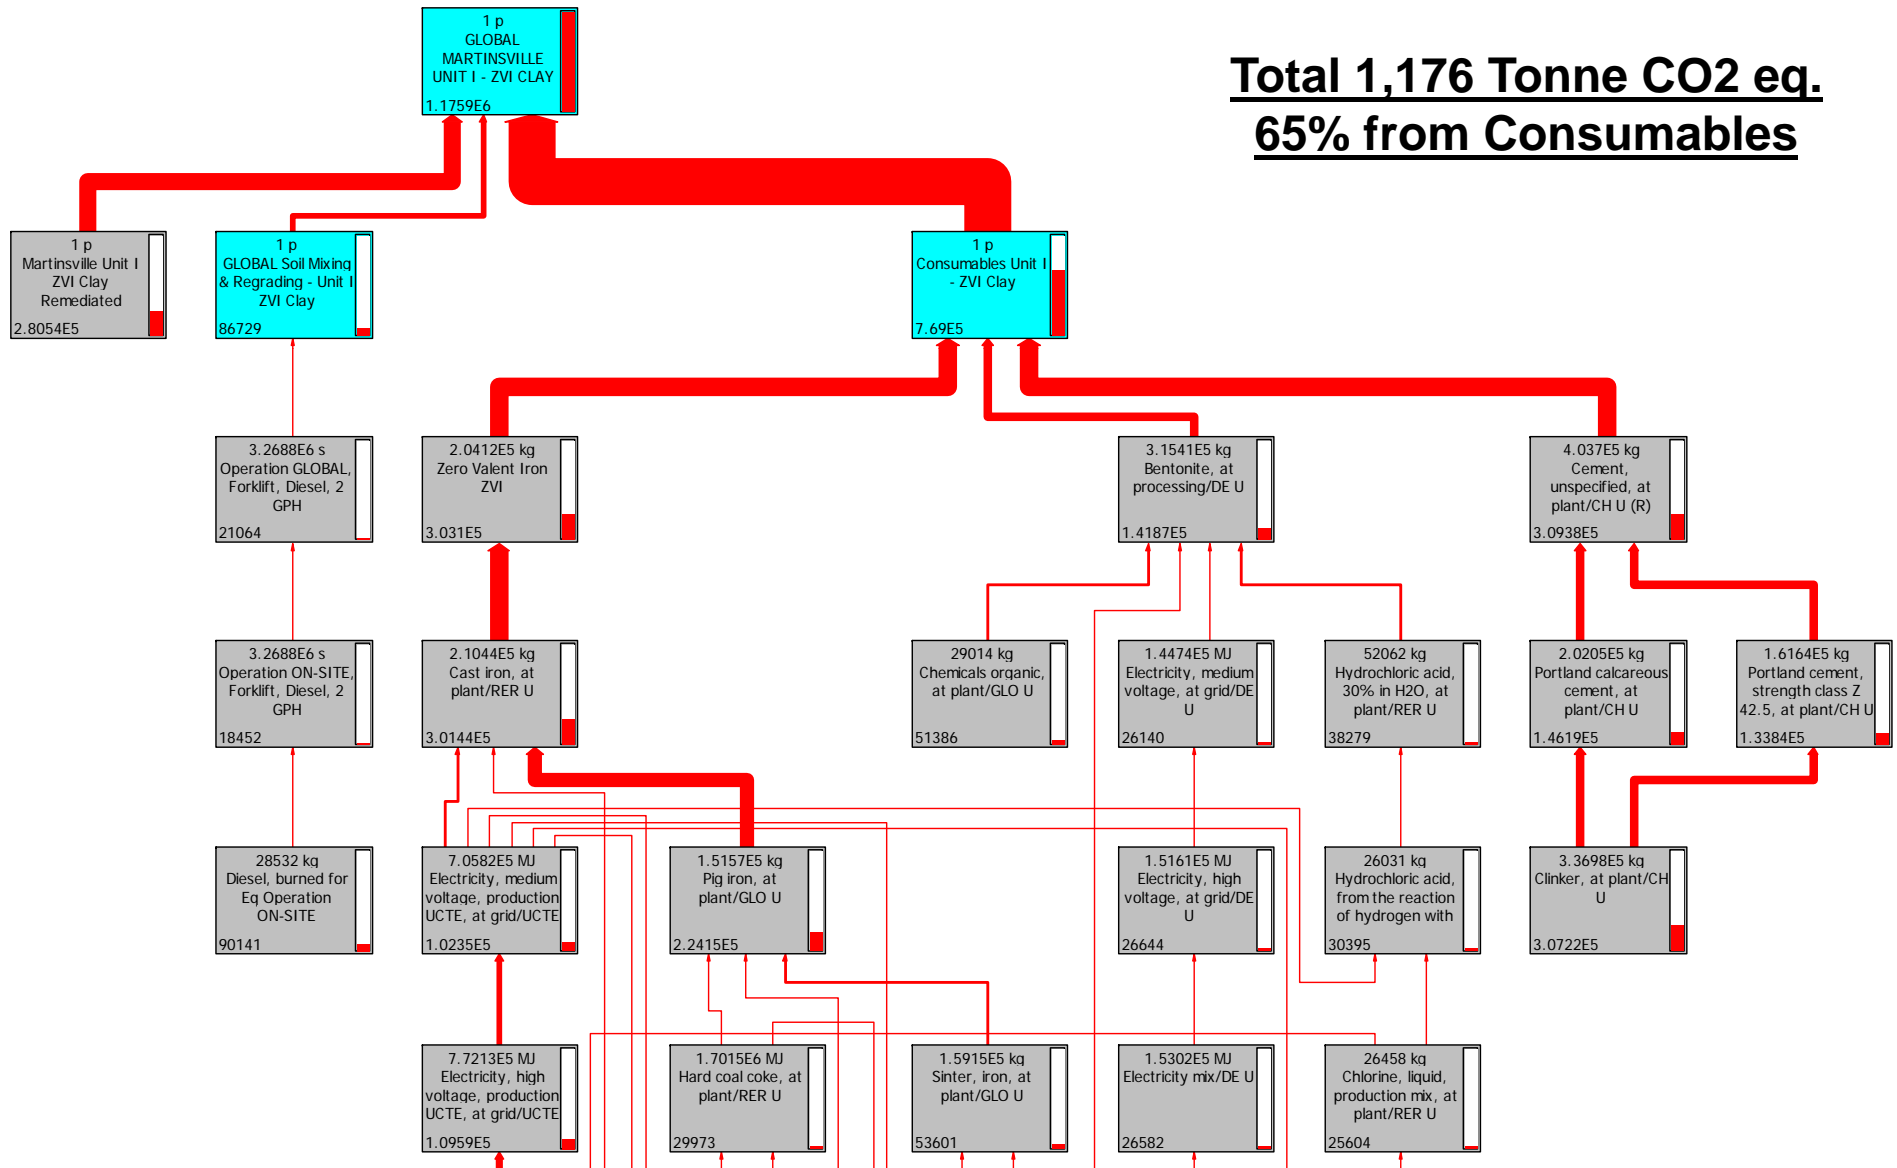 1 p
GLOBAL
MARTINSVILLE
UNIT I - ZVI CLAY
1.1759E6
Total 1,176 Tonne CO2 eq.
65% from Consumables
1 p
Martinsville Unit I
ZVI Clay
Remediated
2.8054E5
1 p
GLOBAL Soil Mixing
& Regrading - Unit I
ZVI Clay
86729
1 p
Consumables Unit I
- ZVI Clay
7.69E5
3.2688E6 s
Operation GLOBAL,
Forklift, Diesel, 2
GPH
21064
2.0412E5 kg
Zero Valent Iron
ZVI
3.031E5
3.1541E5 kg
Bentonite, at
processing/DE U
1.4187E5
4.037E5 kg
Cement,
unspecified, at
plant/CH U (R)
3.0938E5
3.2688E6 s
Operation ON-SITE,
Forklift, Diesel, 2
GPH
18452
2.1044E5 kg
Cast iron, at
plant/RER U
3.0144E5
29014 kg
Chemicals organic,
at plant/GLO U
51386
1.4474E5 MJ
Electricity, medium
voltage, at grid/DE
U
26140
52062 kg
Hydrochloric acid,
30% in H2O, at
plant/RER U
38279
2.0205E5 kg
Portland calcareous
cement, at
plant/CH U
1.4619E5
1.6164E5 kg
Portland cement,
strength class Z
42.5, at plant/CH U
1.3384E5
28532 kg
Diesel, burned for
Eq Operation
ON-SITE
90141
7.0582E5 MJ
Electricity, medium
voltage, production
UCTE, at grid/UCTE
1.0235E5
1.5157E5 kg
Pig iron, at
plant/GLO U
2.2415E5
1.5161E5 MJ
Electricity, high
voltage, at grid/DE
U
26644
26031 kg
Hydrochloric acid,
from the reaction
of hydrogen with
30395
3.3698E5 kg
Clinker, at plant/CH
U
3.0722E5
7.7213E5 MJ
Electricity, high
voltage, production
UCTE, at grid/UCTE
1.0959E5
1.7015E6 MJ
Hard coal coke, at
plant/RER U
29973
1.5915E5 kg
Sinter, iron, at
plant/GLO U
53601
1.5302E5 MJ
Electricity mix/DE U
26582
26458 kg
Chlorine, liquid,
production mix, at
plant/RER U
25604